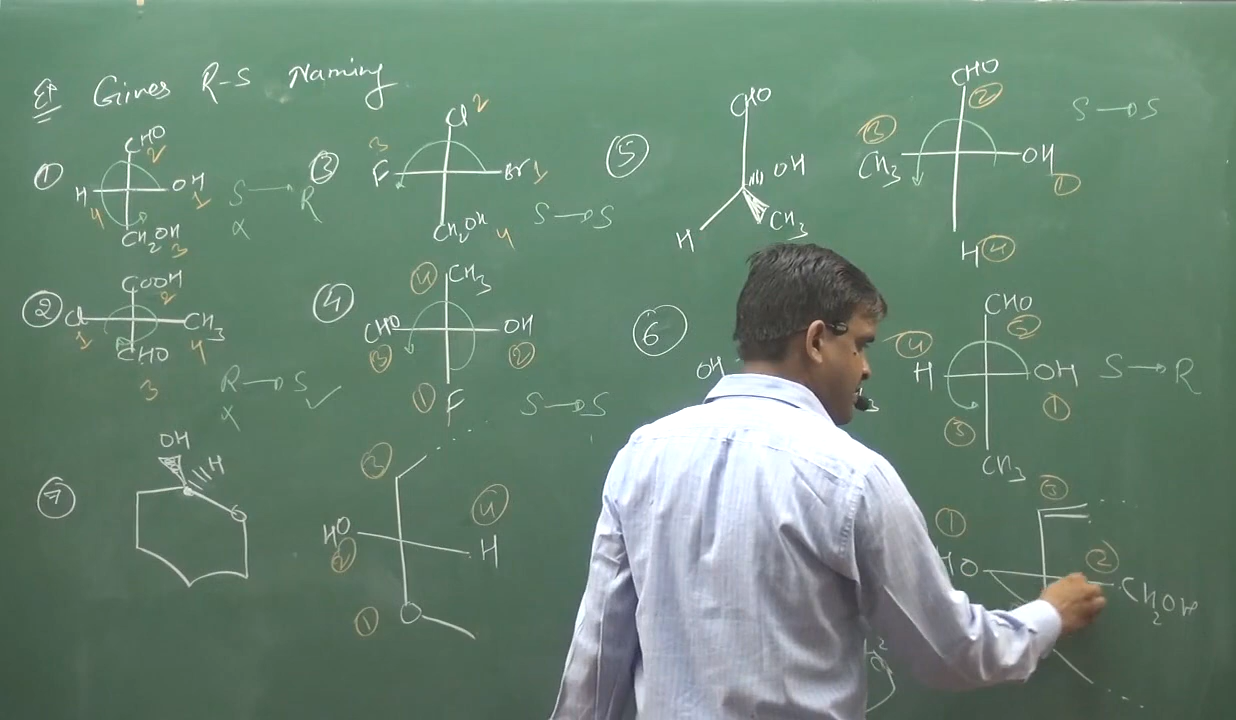 Ex Gives R-S Naming
① CHO 2
H 4 OH 1
CH2OH 3
S → R
x
② COOH 2
Cl 1 CH3 4
CHO 3
R → S ✓
x
③ Cl 2
3 F Br 1
CH2OH 4
S → S
④ ④ CH3
CHO ③ OH ②
① F
S → S
⑤ CHO
OH
H CH3
CHO ②
③ CH3 OH ①
H ④
S → S
⑥
OH
CHO ②
④ H OH ①
③ CH3
S → R
⑦ OH
H
③
HO ② H ④
①
③
① HO ② CH2OH